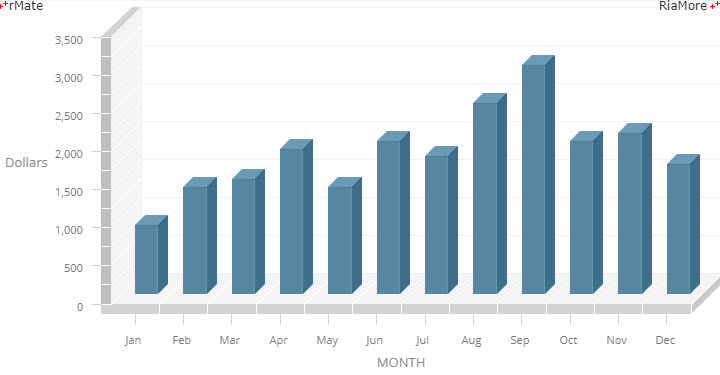 +rMate
RiaMore +
3,500
3,000
2,500
2,000
1,500
1,000
500
0
Dollars
Jan Feb Mar Apr May Jun Jul Aug Sep Oct Nov Dec
MONTH